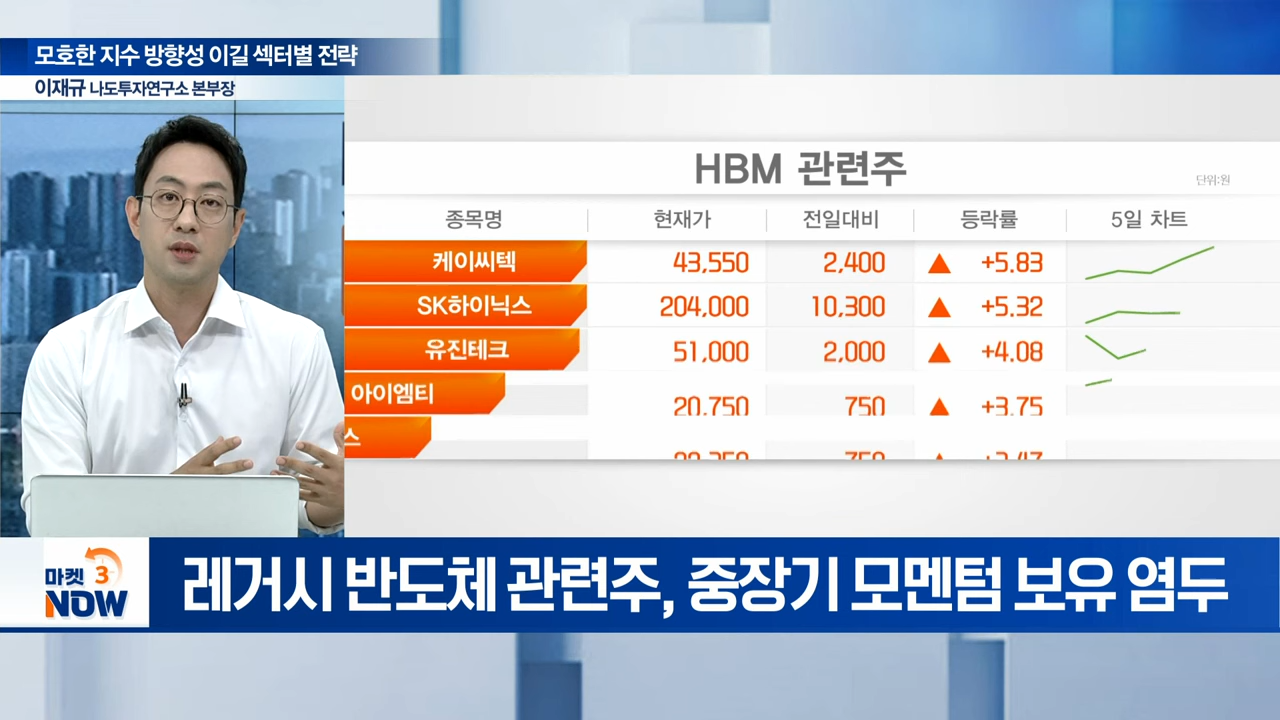 모호한 지수 방향성 이길 섹터별 전략
이재규 나도투자연구소 본부장
HBM 관련주
단위:원
종목명 현재가 전일대비 등락률 5일 차트
케이씨텍 43,550 2,400 ▲ +5.83
SK하이닉스 204,000 10,300 ▲ +5.32
유진테크 51,000 2,000 ▲ +4.08
아이엠티 20,750 750 ▲ +3.75
스
마켓 3
NOW
레거시 반도체 관련주, 중장기 모멘텀 보유 염두